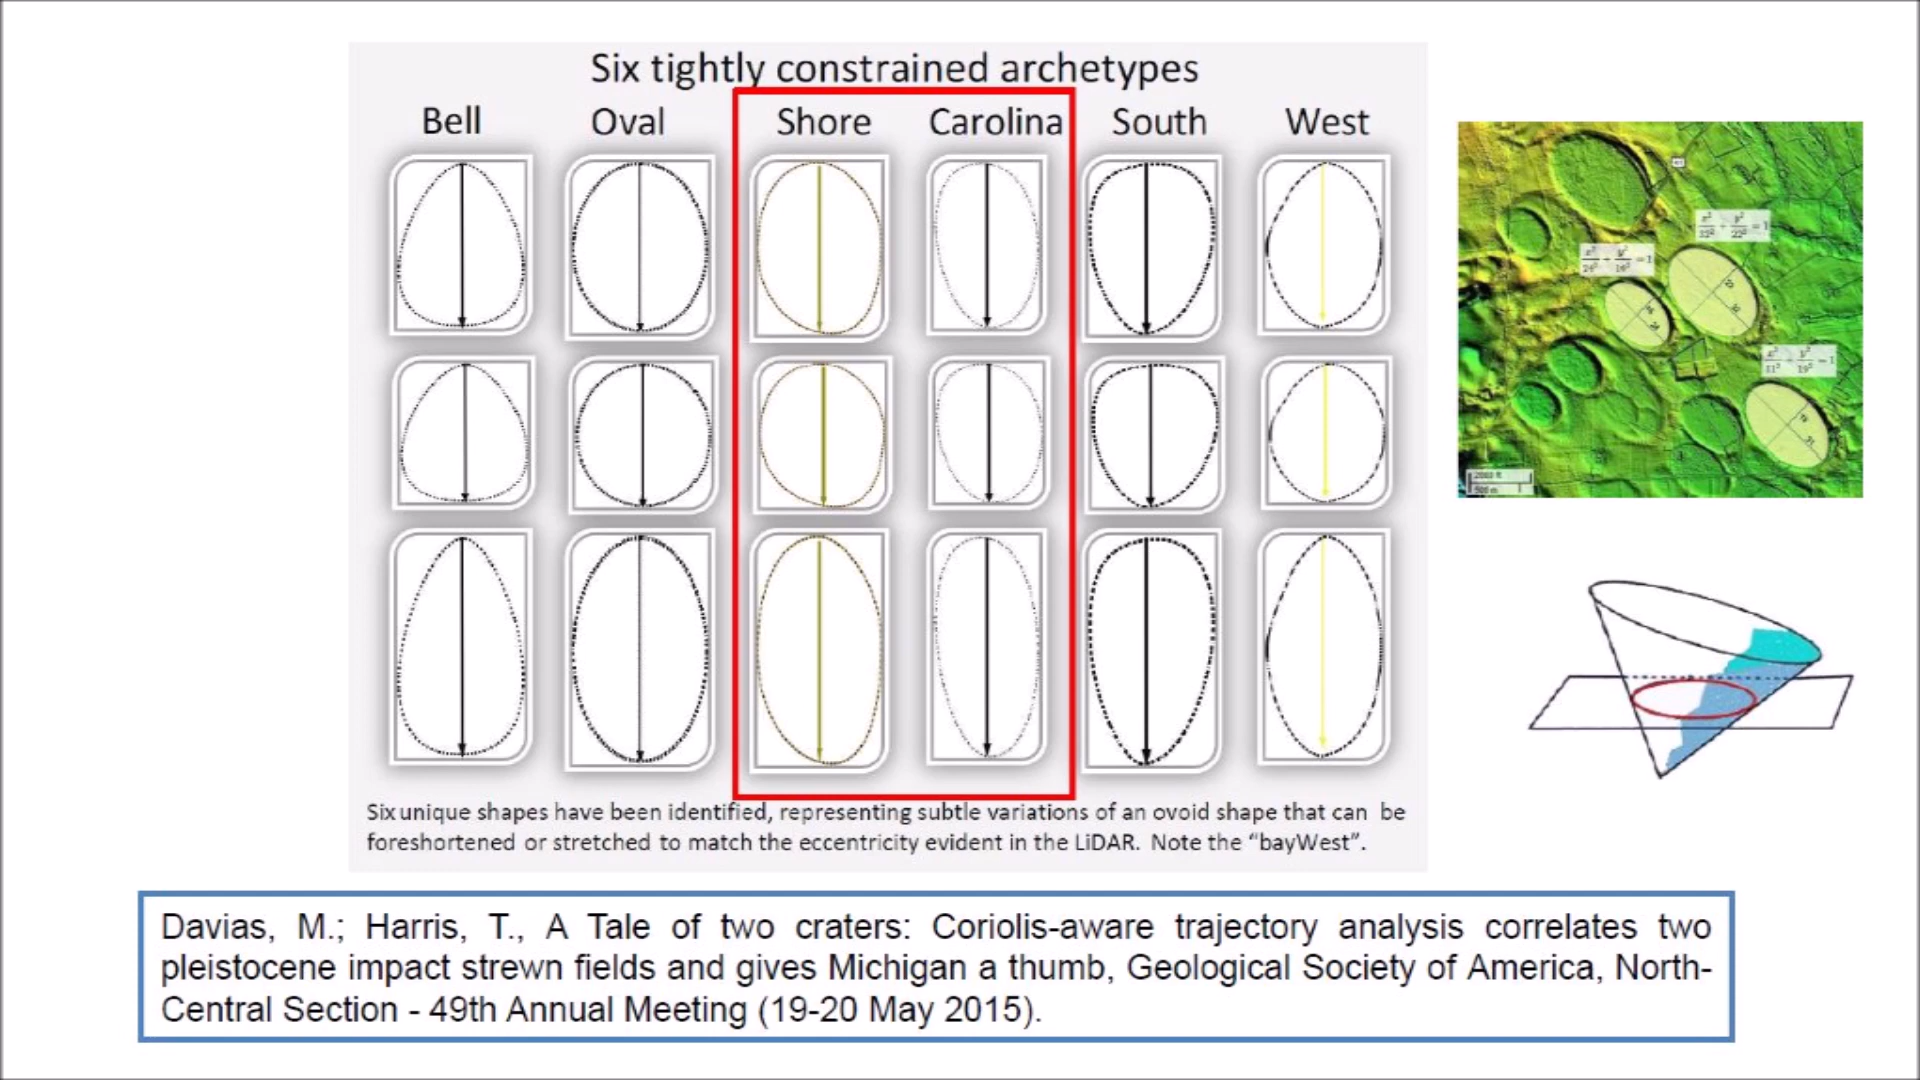 Six tightly constrained archetypes
Bell Oval Shore Carolina South West
Six unique shapes have been identified, representing subtle variations of an ovoid shape that can be
foreshortened or stretched to match the eccentricity evident in the LiDAR. Note the “bayWest”.
Davias, M.; Harris, T., A Tale of two craters: Coriolis-aware trajectory analysis correlates two
pleistocene impact strewn fields and gives Michigan a thumb, Geological Society of America, North-
Central Section - 49th Annual Meeting (19-20 May 2015).